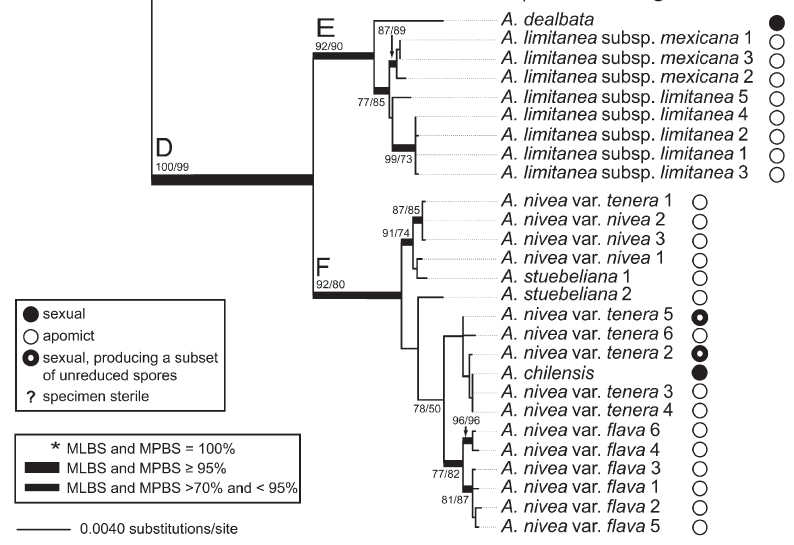 E
92/90
87/89
77/85
99/73
D
100/99
A. dealbata
A. limitanea subsp. mexicana 1
A. limitanea subsp. mexicana 3
A. limitanea subsp. mexicana 2
A. limitanea subsp. limitanea 5
A. limitanea subsp. limitanea 4
A. limitanea subsp. limitanea 2
A. limitanea subsp. limitanea 1
A. limitanea subsp. limitanea 3
F
92/80
87/85
91/74
78/50
96/96
77/82
81/87
A. nivea var. tenera 1
A. nivea var. nivea 2
A. nivea var. nivea 3
A. nivea var. nivea 1
A. stuebeliana 1
A. stuebeliana 2
A. nivea var. tenera 5
A. nivea var. tenera 6
A. nivea var. tenera 2
A. chilensis
A. nivea var. tenera 3
A. nivea var. tenera 4
A. nivea var. flava 6
A. nivea var. flava 4
A. nivea var. flava 3
A. nivea var. flava 1
A. nivea var. flava 2
A. nivea var. flava 5
sexual
apomict
sexual, producing a subset
of unreduced spores
? specimen sterile
* MLBS and MPBS = 100%
MLBS and MPBS ≥ 95%
MLBS and MPBS >70% and < 95%
0.0040 substitutions/site